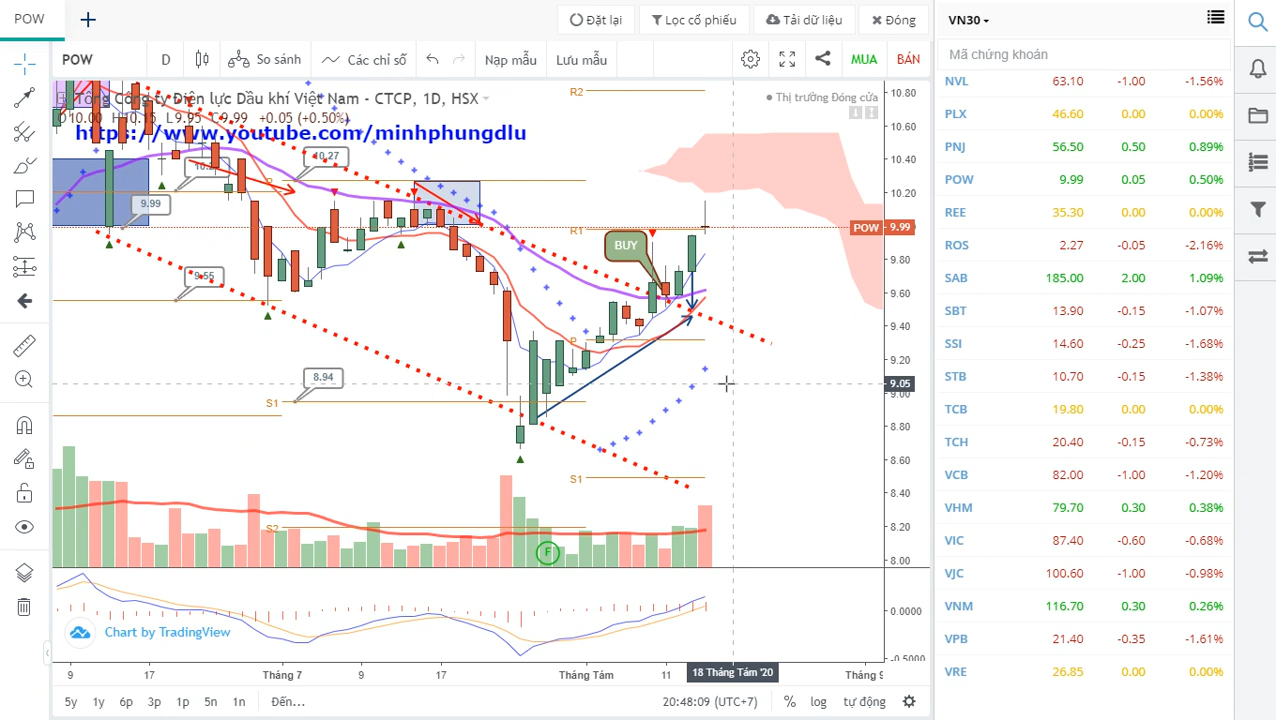 POW
Đặt lại
Lọc cổ phiếu
Tải dữ liệu
Đóng
VN30
POW
D
So sánh
Các chỉ số
Nạp mẫu
Lưu mẫu
MUA
BÁN
Mã chứng khoán
Tổng Công ty Điện lực Dầu khí Việt Nam - CTCP, 1D, HSX
Thị trường Đóng cửa
O10.00 H10.15 L9.95 C9.99 +0.05 (+0.50%)
https://www.youtube.com/minhphungdlu
R2
10.27
9.99
9.55
8.94
P
R1
BUY
P
S1
S1
S2
F
10.80
10.60
10.40
10.20
POW 9.99
9.80
9.60
9.40
9.20
9.05
9.00
8.80
8.60
8.40
8.20
8.00
0.0000
-0.5000
Chart by TradingView
9
17
Tháng 7
9
17
Tháng Tám
11
18 Tháng Tám '20
5y
1y
6p
3p
1p
5n
1n
Đến...
20:48:09 (UTC+7)
%
log
tự động
NVL 63.10 -1.00 -1.56%
PLX 46.60 0.00 0.00%
PNJ 56.50 0.50 0.89%
POW 9.99 0.05 0.50%
REE 35.30 0.00 0.00%
ROS 2.27 -0.05 -2.16%
SAB 185.00 2.00 1.09%
SBT 13.90 -0.15 -1.07%
SSI 14.60 -0.25 -1.68%
STB 10.70 -0.15 -1.38%
TCB 19.80 0.00 0.00%
TCH 20.40 -0.15 -0.73%
VCB 82.00 -1.00 -1.20%
VHM 79.70 0.30 0.38%
VIC 87.40 -0.60 -0.68%
VJC 100.60 -1.00 -0.98%
VNM 116.70 0.30 0.26%
VPB 21.40 -0.35 -1.61%
VRE 26.85 0.00 0.00%